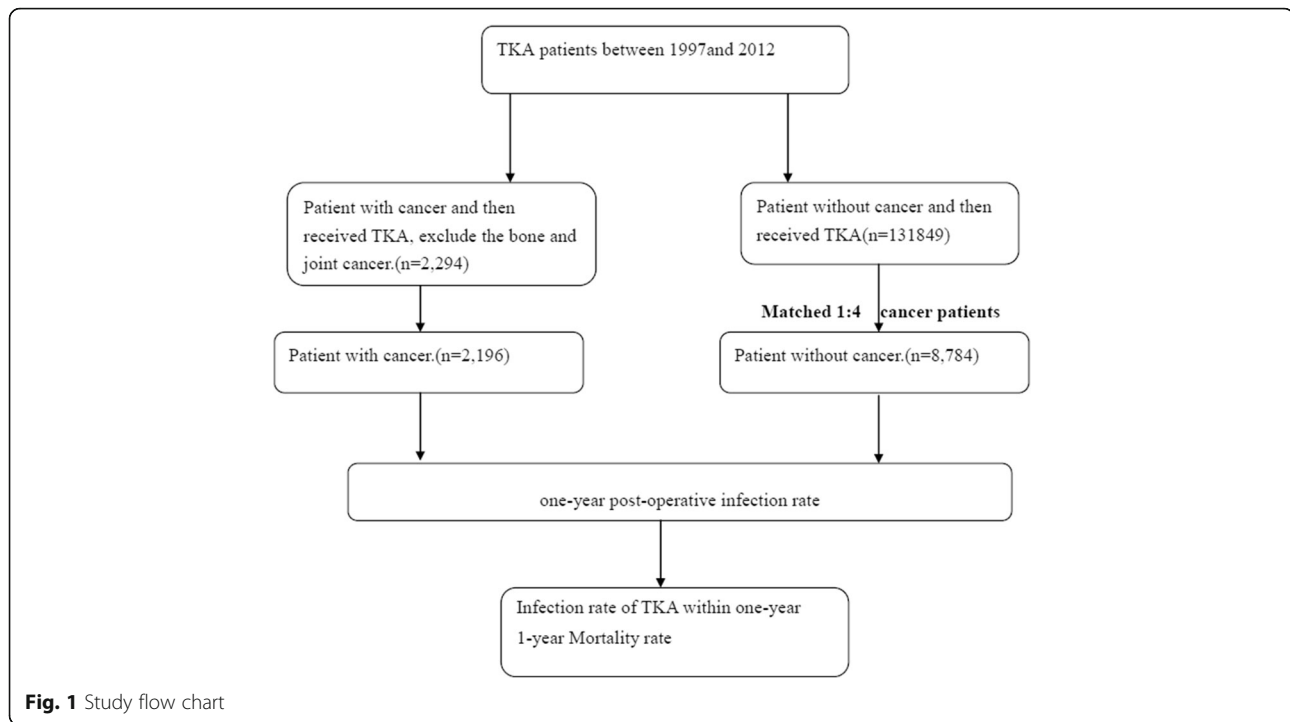 TKA patients between 1997and 2012
Patient with cancer and then
received TKA, exclude the bone and
joint cancer.(n=2,294)
Patient without cancer and then
received TKA(n=131849)
Matched 1:4 cancer patients
Patient with cancer.(n=2,196)
Patient without cancer.(n=8,784)
one-year post-operative infection rate
Infection rate of TKA within one-year
1-year Mortality rate
Fig. 1 Study flow chart